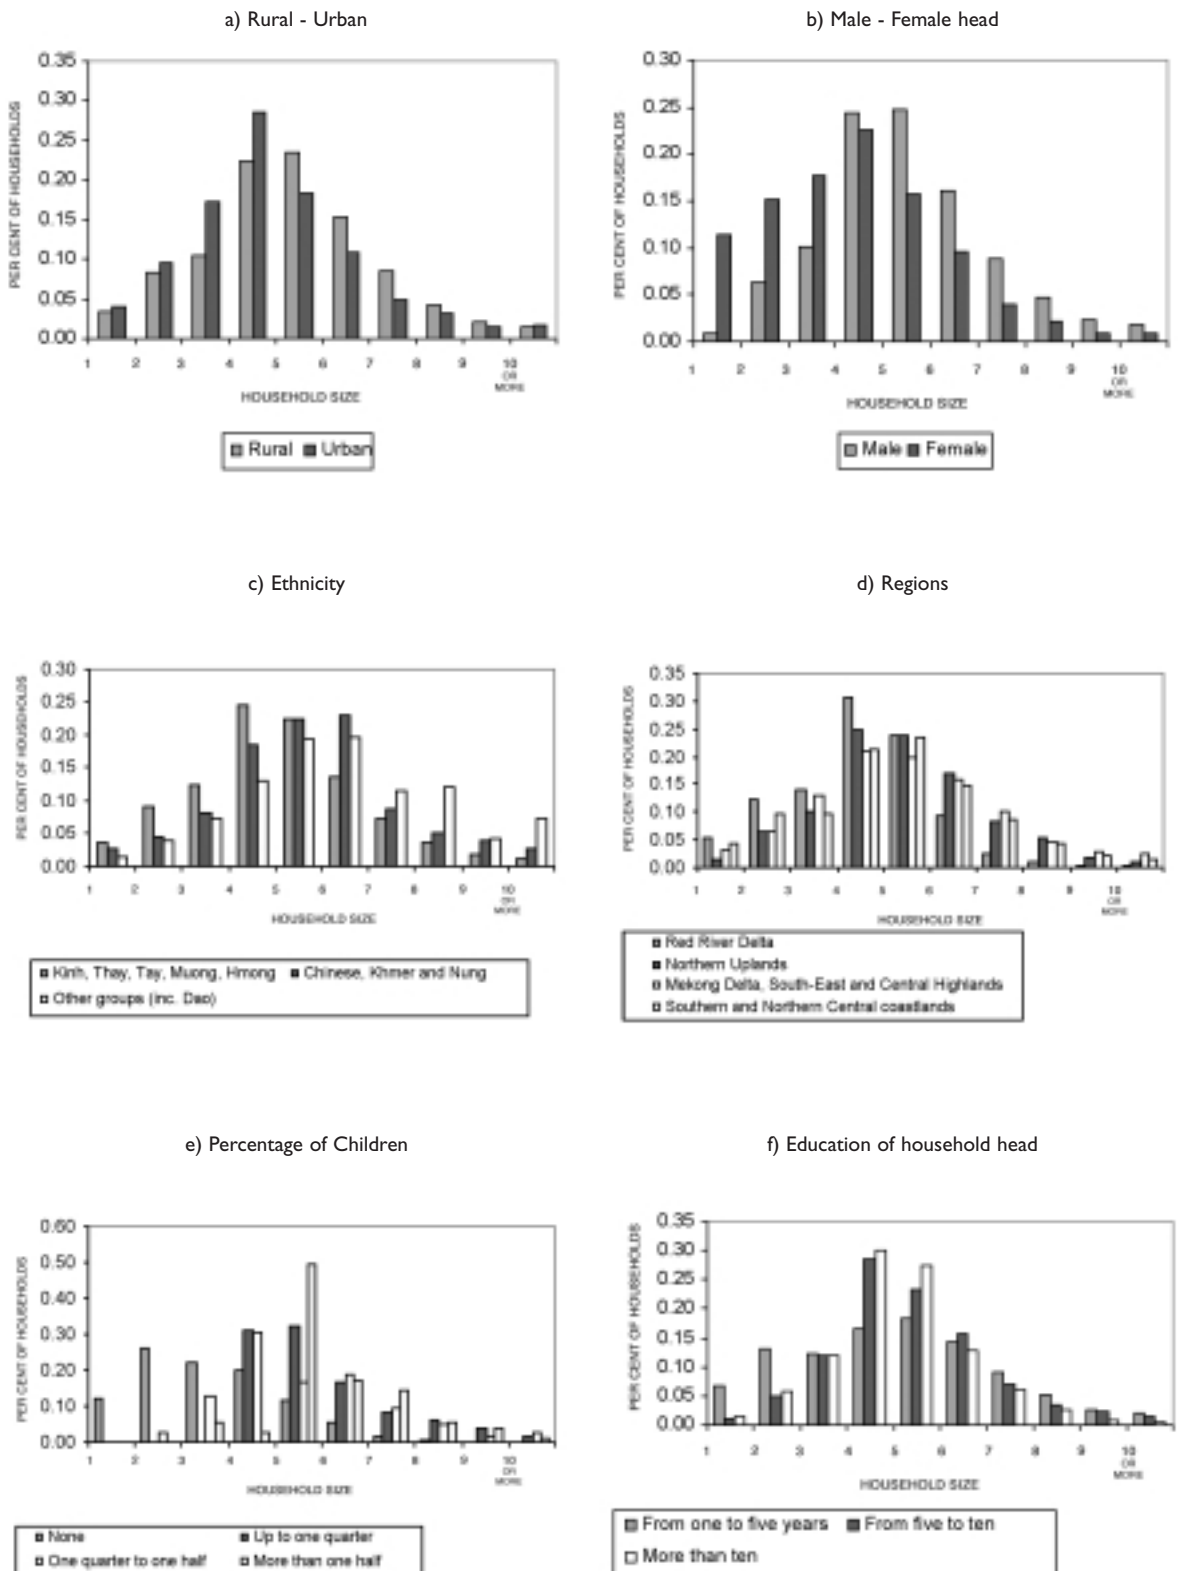 a) Rural - Urban
b) Male - Female head
PER CENT OF HOUSEHOLDS
0.35
0.30
0.25
0.20
0.15
0.10
0.05
0.00
1 2 3 4 5 6 7 8 9 10
OR
MORE
HOUSEHOLD SIZE
Rural Urban
PER CENT OF HOUSEHOLDS
0.30
0.25
0.20
0.15
0.10
0.05
0.00
1 2 3 4 5 6 7 8 9 10
OR
MORE
HOUSEHOLD SIZE
Male Female
c) Ethnicity
d) Regions
PER CENT OF HOUSEHOLDS
0.30
0.25
0.20
0.15
0.10
0.05
0.00
1 2 3 4 5 6 7 8 9 10
OR
MORE
HOUSEHOLD SIZE
Kinh, Thay, Tay, Muong, Hmong Chinese, Khmer and Nung
Other groups (inc. Dao)
PER CENT OF HOUSEHOLDS
0.35
0.30
0.25
0.20
0.15
0.10
0.05
0.00
1 2 3 4 5 6 7 8 9 10
OR
MORE
HOUSEHOLD SIZE
Red River Delta
Northern Uplands
Mekong Delta, South-East and Central Highlands
Southern and Northern Central coastlands
e) Percentage of Children
f) Education of household head
PER CENT OF HOUSEHOLDS
0.60
0.50
0.40
0.30
0.20
0.10
0.00
1 2 3 4 5 6 7 8 9 10
OR
MORE
HOUSEHOLD SIZE
None Up to one quarter
One quarter to one half More than one half
PER CENT OF HOUSEHOLDS
0.35
0.30
0.25
0.20
0.15
0.10
0.05
0.00
1 2 3 4 5 6 7 8 9 10
OR
MORE
HOUSEHOLD SIZE
From one to five years From five to ten
More than ten